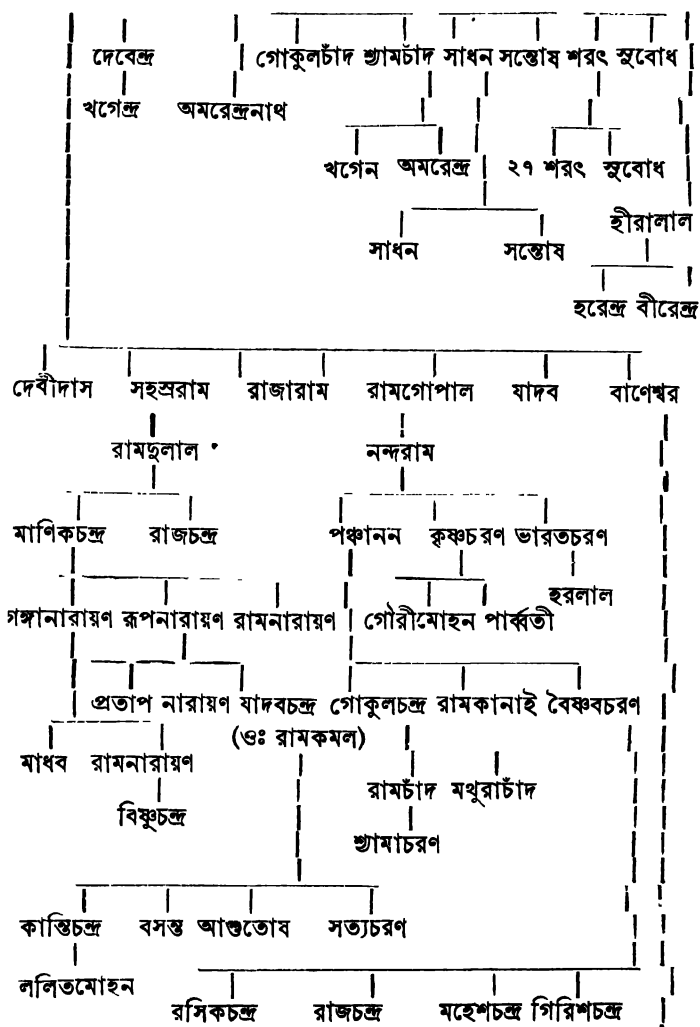 দেবেন্দ্র গোকুলচাঁদ শ্যামচাঁদ সাধন সন্তোষ শরৎ সুবোধ
খগেন্দ্র অমরেন্দ্রনাথ
খগেন অমরেন্দ্র ২৭ শরৎ সুবোধ
হীরালাল
সাধন সন্তোষ
হরেন্দ্র বীরেন্দ্র
দেবীদাস সহস্ররাম রাজারাম রামগোপাল যাদব বাণেশ্বর
রামদুলাল নন্দরাম
মাণিকচন্দ্র রাজচন্দ্র পঞ্চানন কৃষ্ণচরণ ভারতচরণ
হরলাল
গঙ্গানারায়ণ রূপনারায়ণ রামনারায়ণ গৌরীমোহন পার্ব্বতী
প্রতাপ নারায়ণ যাদবচন্দ্র গোকুলচন্দ্র রামকানাই বৈষ্ণবচরণ
(ওঃ রামকমল)
মাধব রামনারায়ণ
রামচাঁদ মথুরাচাঁদ
বিষ্ণুচন্দ্র
শ্যামাচরণ
কান্তিচন্দ্র বসন্ত আশুতোষ সত্যচরণ
ললিতমোহন
রসিকচন্দ্র রাজচন্দ্র মহেশচন্দ্র গিরিশচন্দ্র